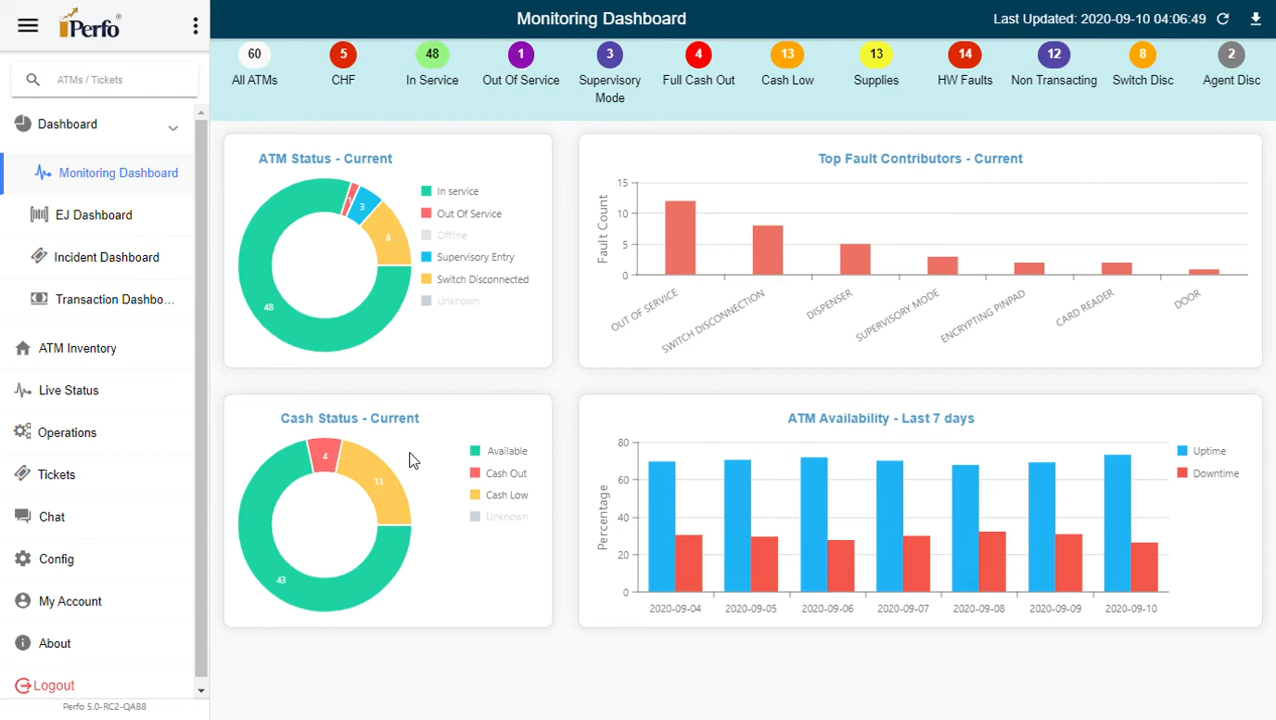 Perfo®
ATMs / Tickets
Dashboard
Monitoring Dashboard
EJ Dashboard
Incident Dashboard
Transaction Dashbo...
ATM Inventory
Live Status
Operations
Tickets
Chat
Config
My Account
About
Logout
Perfo 5.0-RC2-QAB8
Monitoring Dashboard
Last Updated: 2020-09-10 04:06:49
60 5 48 1 3 4 13 13 14 12 8 2
All ATMs CHF In Service Out Of Service Supervisory Full Cash Out Cash Low Supplies HW Faults Non Transacting Switch Disc Agent Disc
Mode
ATM Status - Current
3
8
48
In service
Out Of Service
Offline
Supervisory Entry
Switch Disconnected
Unknown
Top Fault Contributors - Current
Fault Count
15
10
5
0
OUT OF SERVICE
SWITCH DISCONNECTION
DISPENSER
SUPERVISORY MODE
ENCRYPTING PINPAD
CARD READER
DOOR
Cash Status - Current
4
13
43
Available
Cash Out
Cash Low
Unknown
ATM Availability - Last 7 days
Percentage
80
60
40
20
0
2020-09-04 2020-09-05 2020-09-06 2020-09-07 2020-09-08 2020-09-09 2020-09-10
Uptime
Downtime